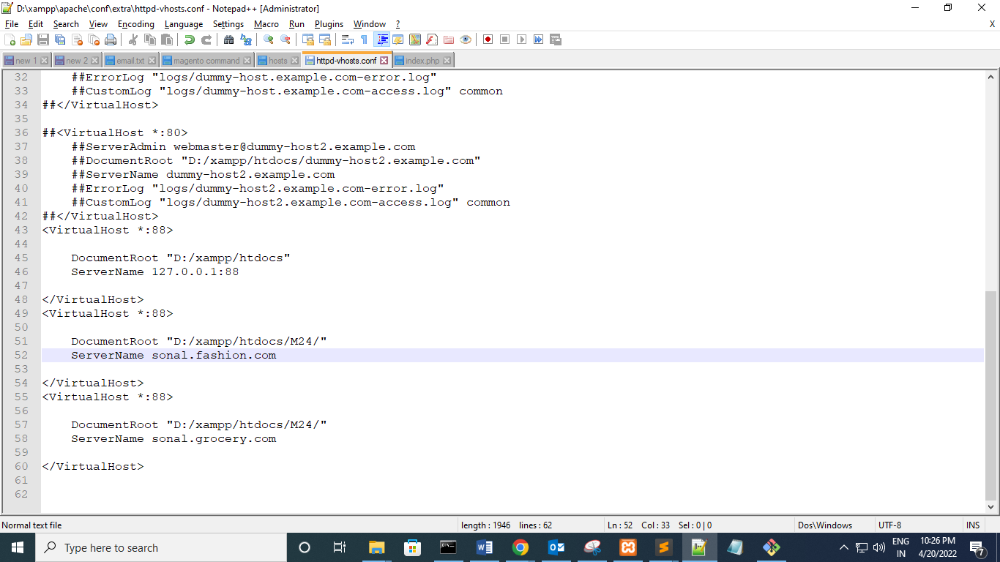 D:\xampp\apache\conf\extra\httpd-vhosts.conf - Notepad++ [Administrator]
File Edit Search View Encoding Language Settings Macro Run Plugins Window ? X
new 1 new 2 email.txt magento command hosts httpd-vhosts.conf index.php
32 ##ErrorLog "logs/dummy-host.example.com-error.log"
33 ##CustomLog "logs/dummy-host.example.com-access.log" common
34 ##</VirtualHost>
35
36 ##<VirtualHost *:80>
37 ##ServerAdmin webmaster@dummy-host2.example.com
38 ##DocumentRoot "D:/xampp/htdocs/dummy-host2.example.com"
39 ##ServerName dummy-host2.example.com
40 ##ErrorLog "logs/dummy-host2.example.com-error.log"
41 ##CustomLog "logs/dummy-host2.example.com-access.log" common
42 ##</VirtualHost>
43 <VirtualHost *:88>
44
45 DocumentRoot "D:/xampp/htdocs"
46 ServerName 127.0.0.1:88
47
48 </VirtualHost>
49 <VirtualHost *:88>
50
51 DocumentRoot "D:/xampp/htdocs/M24/"
52 ServerName sonal.fashion.com
53
54 </VirtualHost>
55 <VirtualHost *:88>
56
57 DocumentRoot "D:/xampp/htdocs/M24/"
58 ServerName sonal.grocery.com
59
60 </VirtualHost>
61
62
Normal text file length : 1946 lines : 62 Ln : 52 Col : 33 Sel : 0 | 0 Dos\Windows UTF-8 INS
Type here to search
ENG 10:26 PM
IN 4/20/2022 7